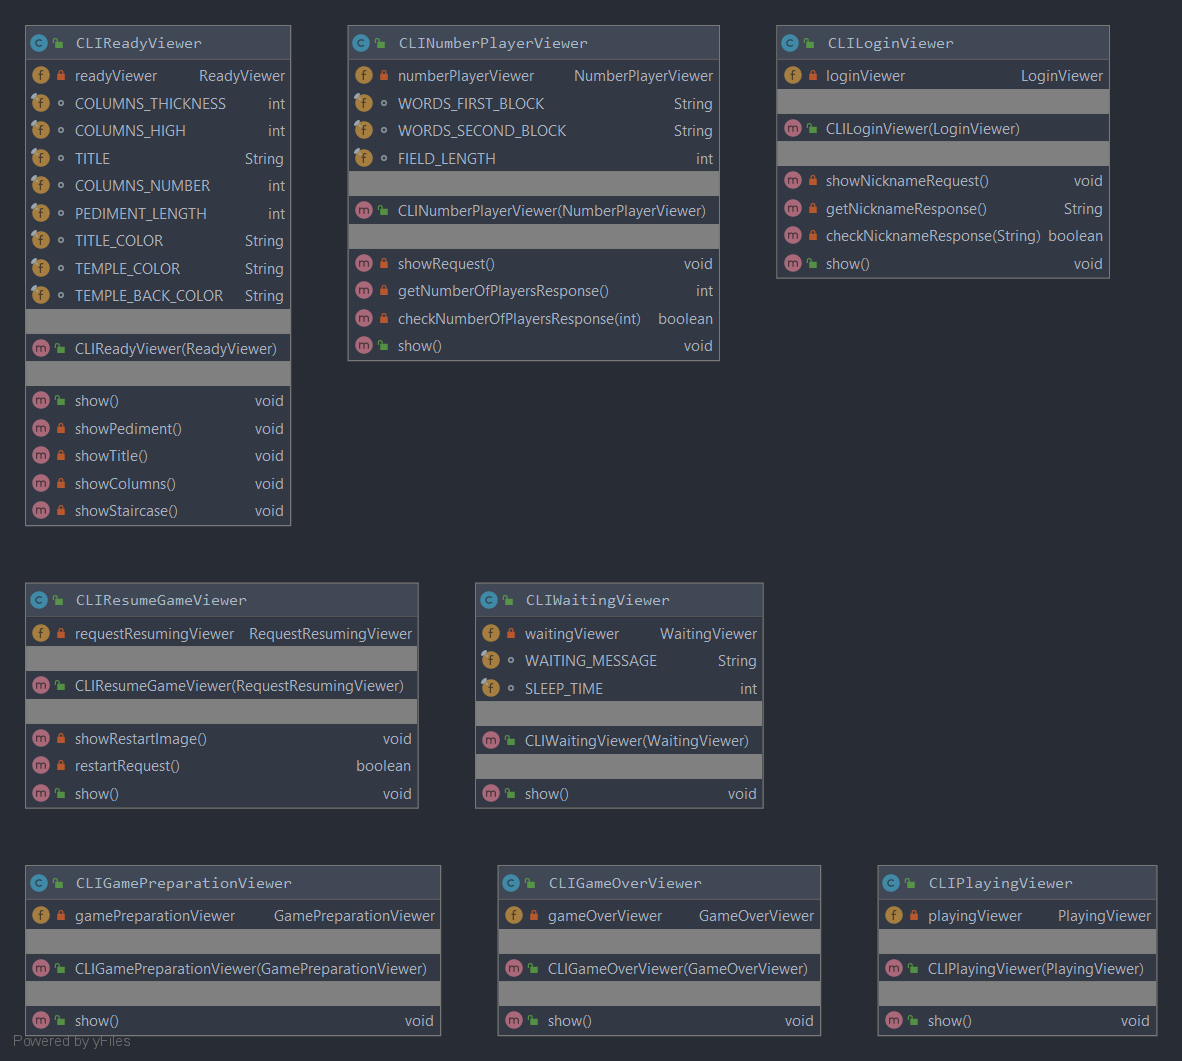 CLIReadyViewer
readyViewer ReadyViewer
COLUMNS_THICKNESS int
COLUMNS_HIGH int
TITLE String
COLUMNS_NUMBER int
PEDIMENT_LENGTH int
TITLE_COLOR String
TEMPLE_COLOR String
TEMPLE_BACK_COLOR String
CLIReadyViewer(ReadyViewer)
show() void
showPediment() void
showTitle() void
showColumns() void
showStaircase() void
CLINumberPlayerViewer
numberPlayerViewer NumberPlayerViewer
WORDS_FIRST_BLOCK String
WORDS_SECOND_BLOCK String
FIELD_LENGTH int
CLINumberPlayerViewer(NumberPlayerViewer)
showRequest() void
getNumberOfPlayersResponse() int
checkNumberOfPlayersResponse(int) boolean
show() void
CLILoginViewer
loginViewer LoginViewer
CLILoginViewer(LoginViewer)
showNicknameRequest() void
getNicknameResponse() String
checkNicknameResponse(String) boolean
show() void
CLIResumeGameViewer
requestResumingViewer RequestResumingViewer
CLIResumeGameViewer(RequestResumingViewer)
showRestartImage() void
restartRequest() boolean
show() void
CLIWaitingViewer
waitingViewer WaitingViewer
WAITING_MESSAGE String
SLEEP_TIME int
CLIWaitingViewer(WaitingViewer)
show() void
CLIGamePreparationViewer
gamePreparationViewer GamePreparationViewer
CLIGamePreparationViewer(GamePreparationViewer)
show() void
CLIGameOverViewer
gameOverViewer GameOverViewer
CLIGameOverViewer(GameOverViewer)
show() void
CLIPlayingViewer
playingViewer PlayingViewer
CLIPlayingViewer(PlayingViewer)
show() void
Powered by yFiles